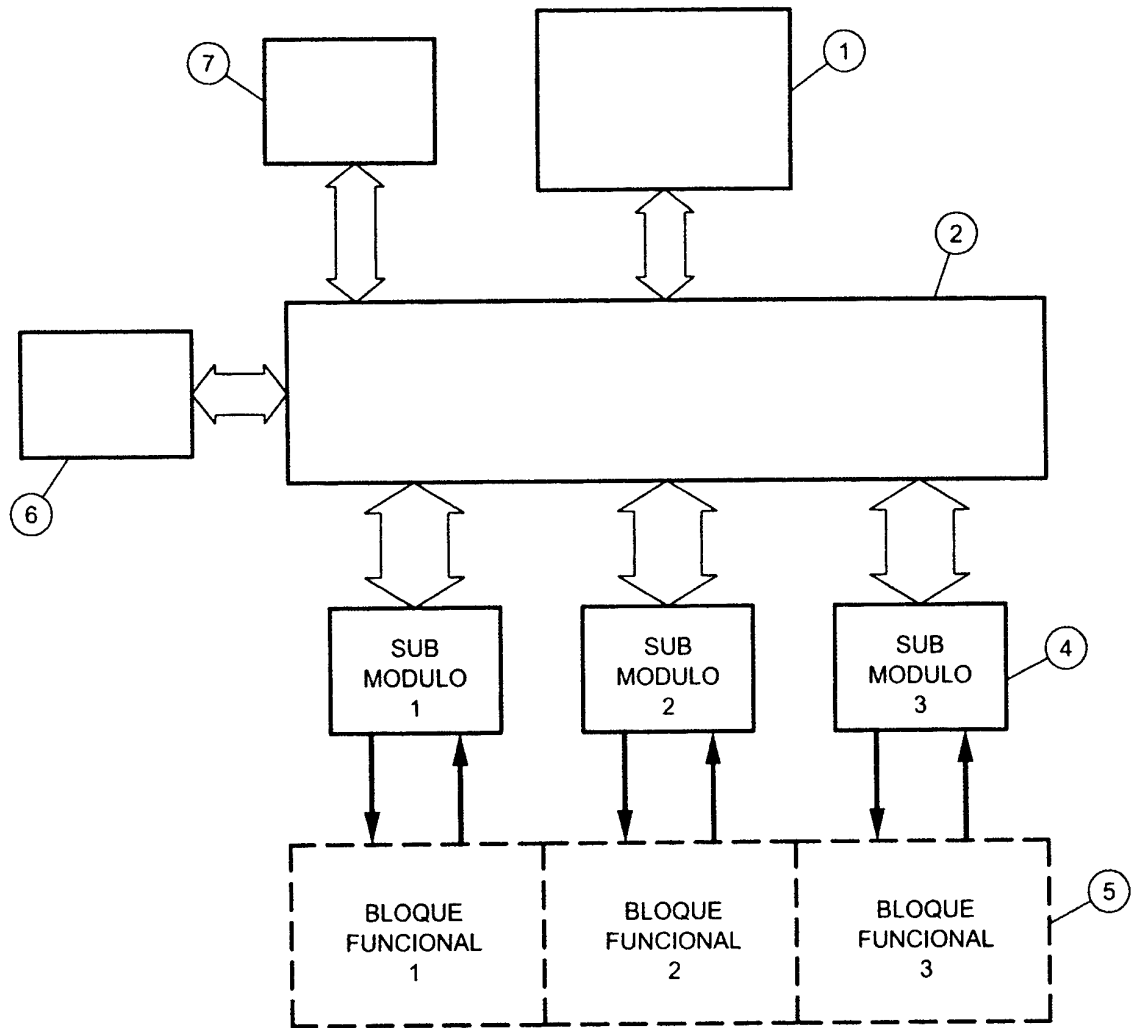 7
1
2
6
SUB
MODULO
1
SUB
MODULO
2
SUB
MODULO
3
4
BLOQUE
FUNCIONAL
1
BLOQUE
FUNCIONAL
2
BLOQUE
FUNCIONAL
3
5